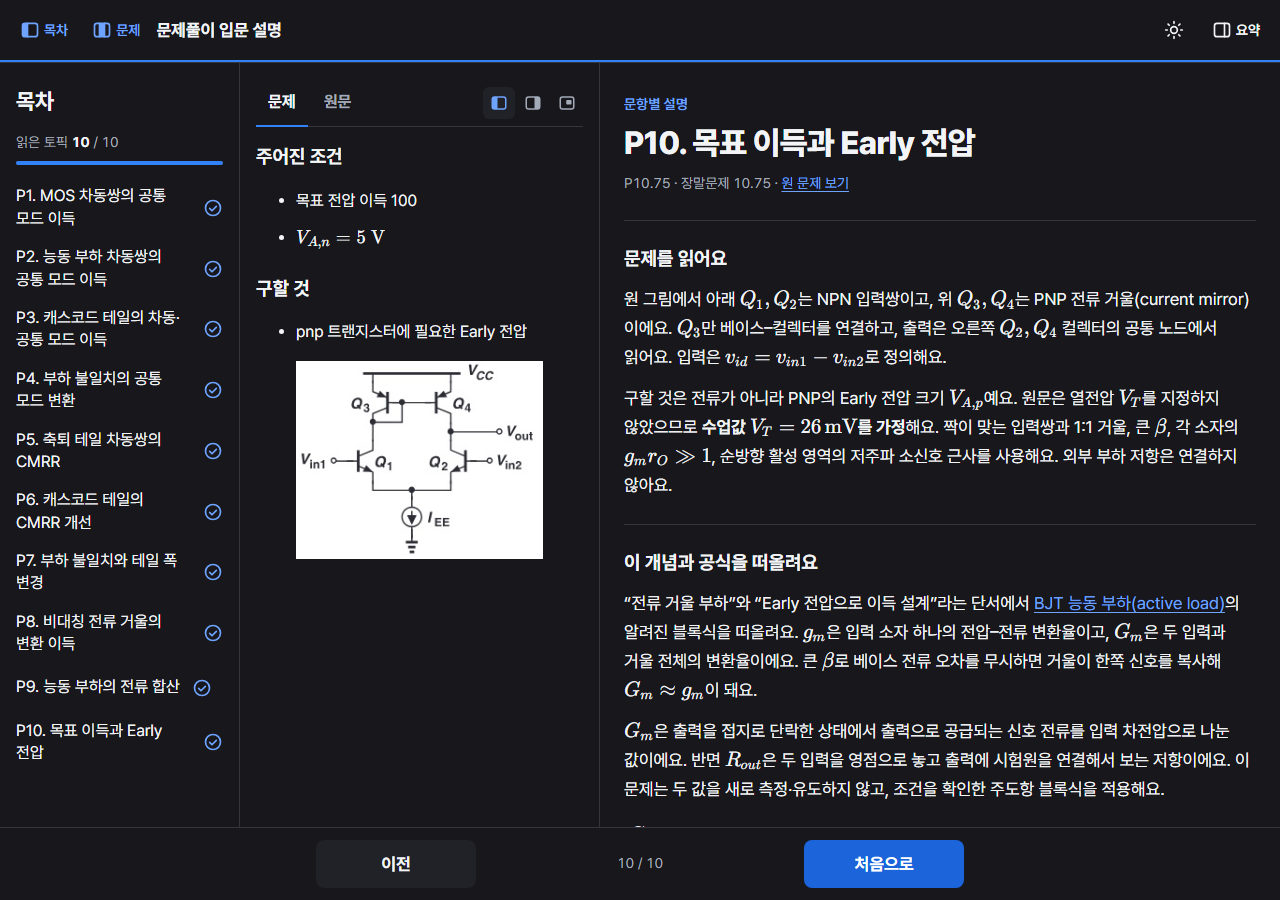 목차 문제 문제풀이 입문 설명 요약
목차
읽은 토픽 10 / 10
P1. MOS 차동쌍의 공통
모드 이득
P2. 능동 부하 차동쌍의
공통 모드 이득
P3. 캐스코드 테일의 차동·
공통 모드 이득
P4. 부하 불일치의 공통
모드 변환
P5. 축퇴 테일 차동쌍의
CMRR
P6. 캐스코드 테일의
CMRR 개선
P7. 부하 불일치와 테일 폭
변경
P8. 비대칭 전류 거울의
변환 이득
P9. 능동 부하의 전류 합산
P10. 목표 이득과 Early
전압
문제 원문
주어진 조건
• 목표 전압 이득 100
• V_{A,n} = 5 V
구할 것
• pnp 트랜지스터에 필요한 Early 전압
V_CC
Q_3 Q_4
V_out
V_in1 Q_1 Q_2 V_in2
I_EE
문항별 설명
P10. 목표 이득과 Early 전압
P10.75 · 장말문제 10.75 · 원 문제 보기
문제를 읽어요
원 그림에서 아래 Q_1, Q_2는 NPN 입력쌍이고, 위 Q_3, Q_4는 PNP 전류 거울(current mirror)
이에요. Q_3만 베이스–컬렉터를 연결하고, 출력은 오른쪽 Q_2, Q_4 컬렉터의 공통 노드에서
읽어요. 입력은 v_{id} = v_{in1} − v_{in2}로 정의해요.
구할 것은 전류가 아니라 PNP의 Early 전압 크기 V_{A,p}예요. 원문은 열전압 V_T를 지정하지
않았으므로 수업값 V_T = 26 mV를 가정해요. 짝이 맞는 입력쌍과 1:1 거울, 큰 β, 각 소자의
g_m r_O ≫ 1, 순방향 활성 영역의 저주파 소신호 근사를 사용해요. 외부 부하 저항은 연결하지
않아요.
이 개념과 공식을 떠올려요
“전류 거울 부하”와 “Early 전압으로 이득 설계”라는 단서에서 BJT 능동 부하(active load)의
알려진 블록식을 떠올려요. g_m은 입력 소자 하나의 전압–전류 변환율이고, G_m은 두 입력과
거울 전체의 변환율이에요. 큰 β로 베이스 전류 오차를 무시하면 거울이 한쪽 신호를 복사해
G_m ≈ g_m이 돼요.
G_m은 출력을 접지로 단락한 상태에서 출력으로 공급되는 신호 전류를 입력 차전압으로 나눈
값이에요. 반면 R_{out}은 두 입력을 영점으로 놓고 출력에 시험원을 연결해서 보는 저항이에요. 이
문제는 두 값을 새로 측정·유도하지 않고, 조건을 확인한 주도항 블록식을 적용해요.
이전 10 / 10 처음으로